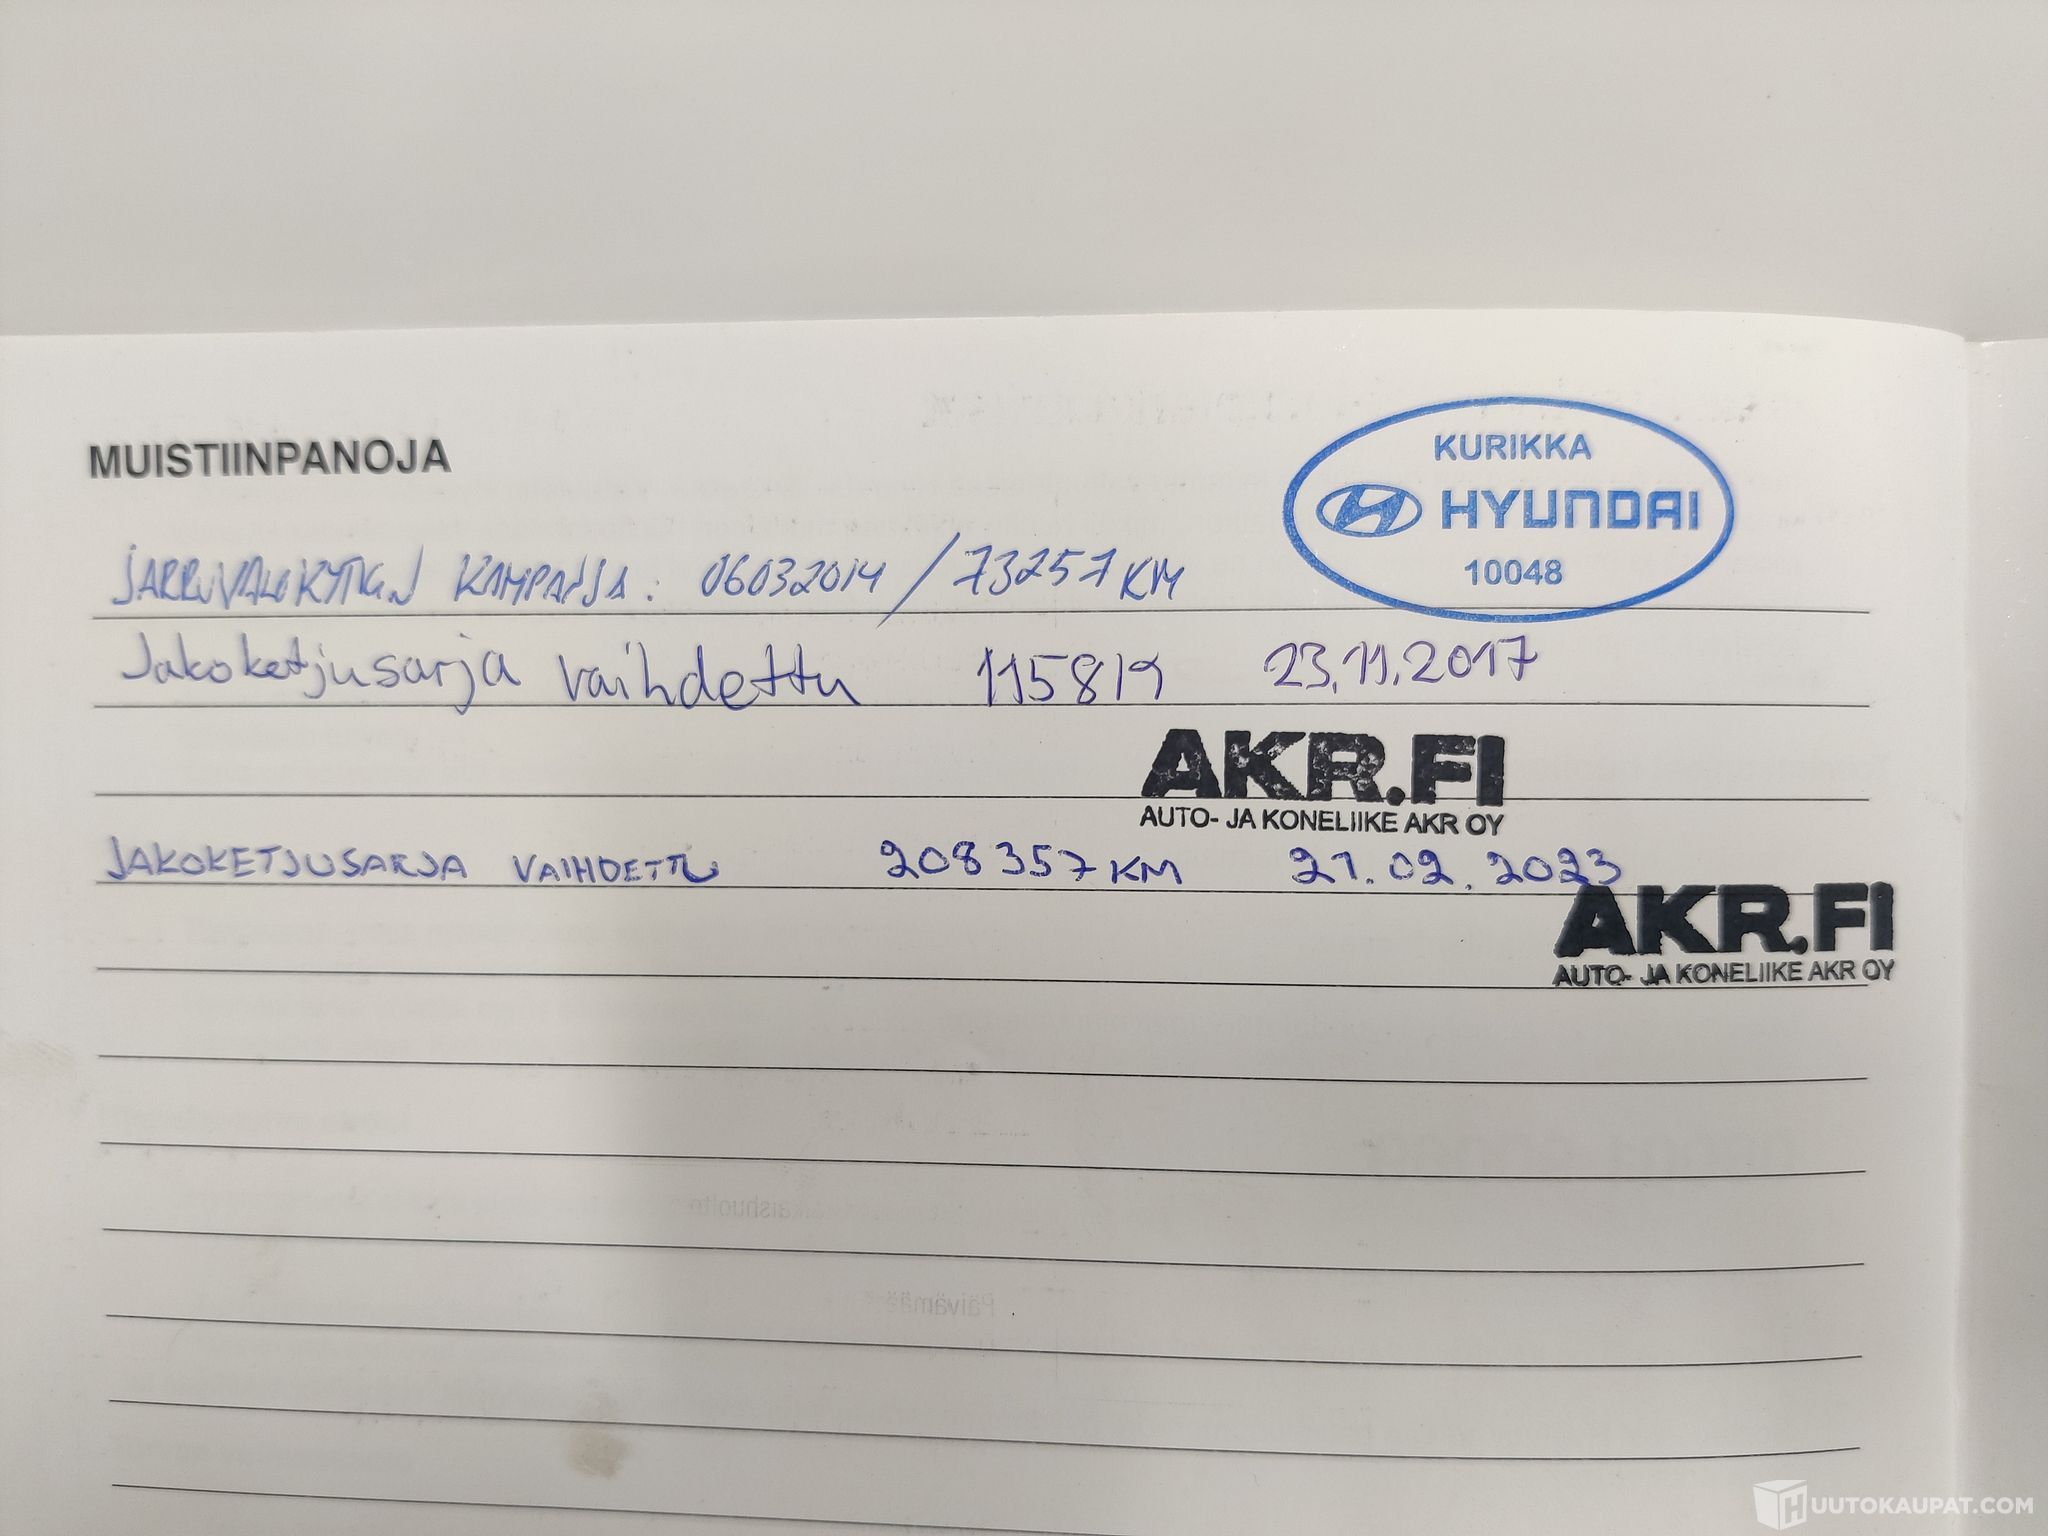 MUISTIINPANOJA
KURIKKA
HYUNDAI
10048
JARRUVALOKYTKIN KAMPANJA: 06032014 / 73257 KM
Jakoketjusarja vaihdettu 115819 23.11.2017
AKR.FI
AUTO- JA KONELIIKE AKR OY
JAKOKETJUSARJA VAIHDETTU 208357 KM 21.02.2023
AKR.FI
AUTO- JA KONELIIKE AKR OY
HUUTOKAUPAT.COM